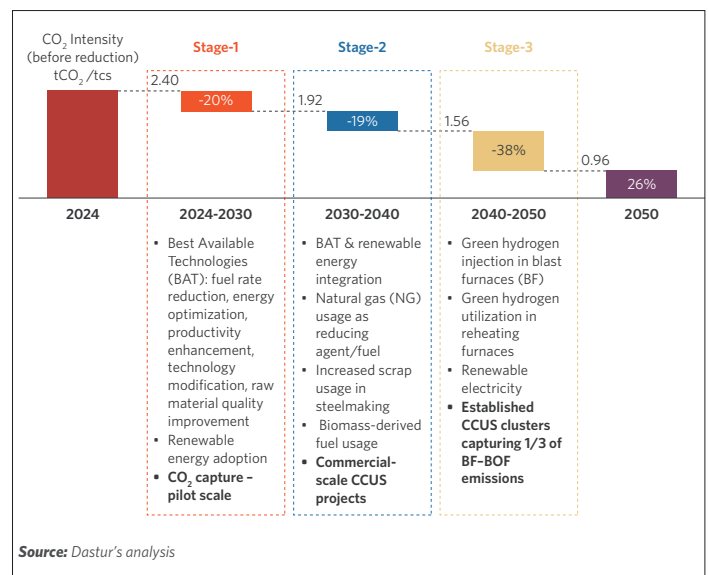 CO₂ Intensity
(before reduction)
tCO₂ /tcs
Stage-1
Stage-2
Stage-3
2.40
-20%
1.92
-19%
1.56
-38%
0.96
26%
2024
2024-2030
2030-2040
2040-2050
2050
• Best Available
Technologies
(BAT): fuel rate
reduction, energy
optimization,
productivity
enhancement,
technology
modification, raw
material quality
improvement
• Renewable
energy adoption
• CO₂ capture –
pilot scale
• BAT & renewable
energy
integration
• Natural gas (NG)
usage as
reducing
agent/fuel
• Increased scrap
usage in
steelmaking
• Biomass-derived
fuel usage
• Commercial-
scale CCUS
projects
• Green hydrogen
injection in blast
furnaces (BF)
• Green hydrogen
utilization in
reheating
furnaces
• Renewable
electricity
• Established
CCUS clusters
capturing 1/3 of
BF–BOF
emissions
Source: Dastur's analysis